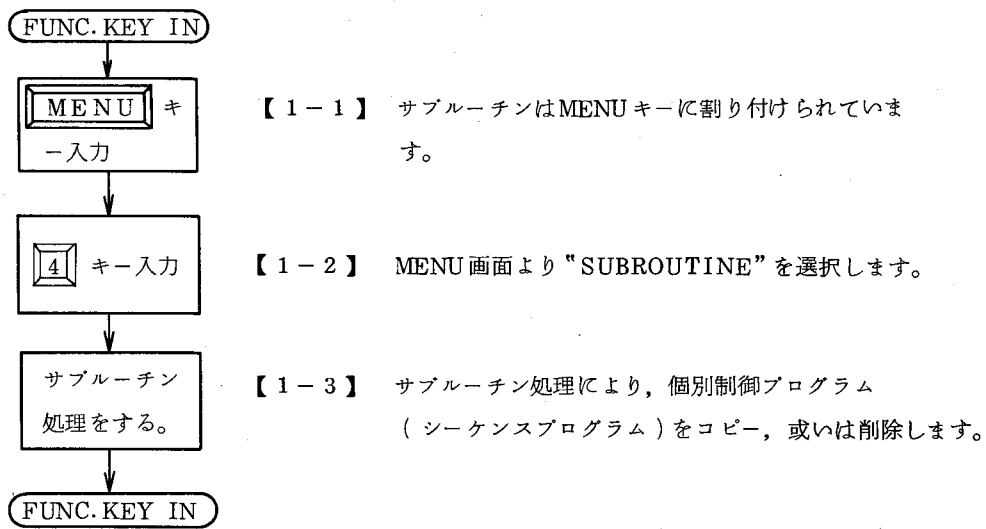 FUNC. KEY IN
MENU キ
ー入力
【1-1】 サブルーチンはMENUキーに割り付けられていま
す。
4 キー入力
【1-2】 MENU画面より"SUBROUTINE"を選択します。
サブルーチン
処理をする。
【1-3】 サブルーチン処理により，個別制御プログラム
(シーケンスプログラム)をコピー，或いは削除します。
FUNC. KEY IN